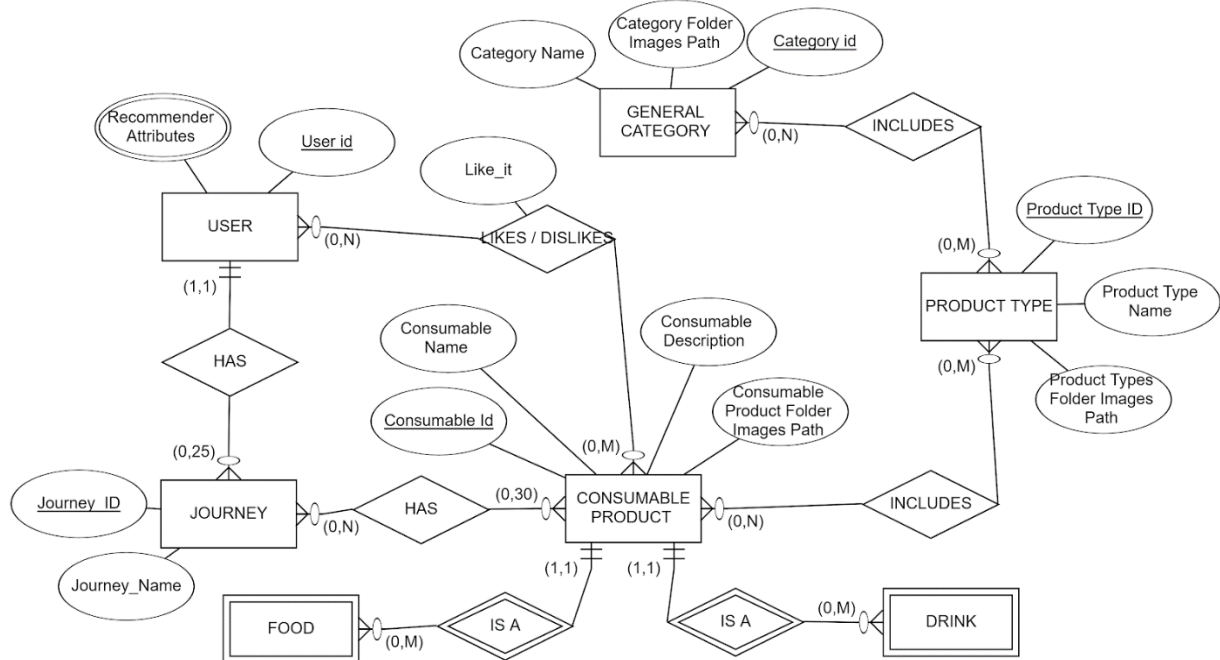 Category Folder
Images Path
Category Name
Category id
Recommender
Attributes
User id
GENERAL
CATEGORY
(0,N)
INCLUDES
Like_it
USER
(0,N)
LIKES / DISLIKES
Product Type ID
(0,M)
(1,1)
PRODUCT TYPE
Product Type
Name
Consumable
Name
Consumable
Description
HAS
(0,M)
Product Types
Folder Images
Path
Consumable Id
Consumable
Product Folder
Images Path
(0,25)
(0,M)
Journey_ID
JOURNEY
(0,N)
HAS
(0,30)
CONSUMABLE
PRODUCT
(0,N)
INCLUDES
Journey_Name
(1,1)
(1,1)
FOOD
(0,M)
IS A
IS A
(0,M)
DRINK